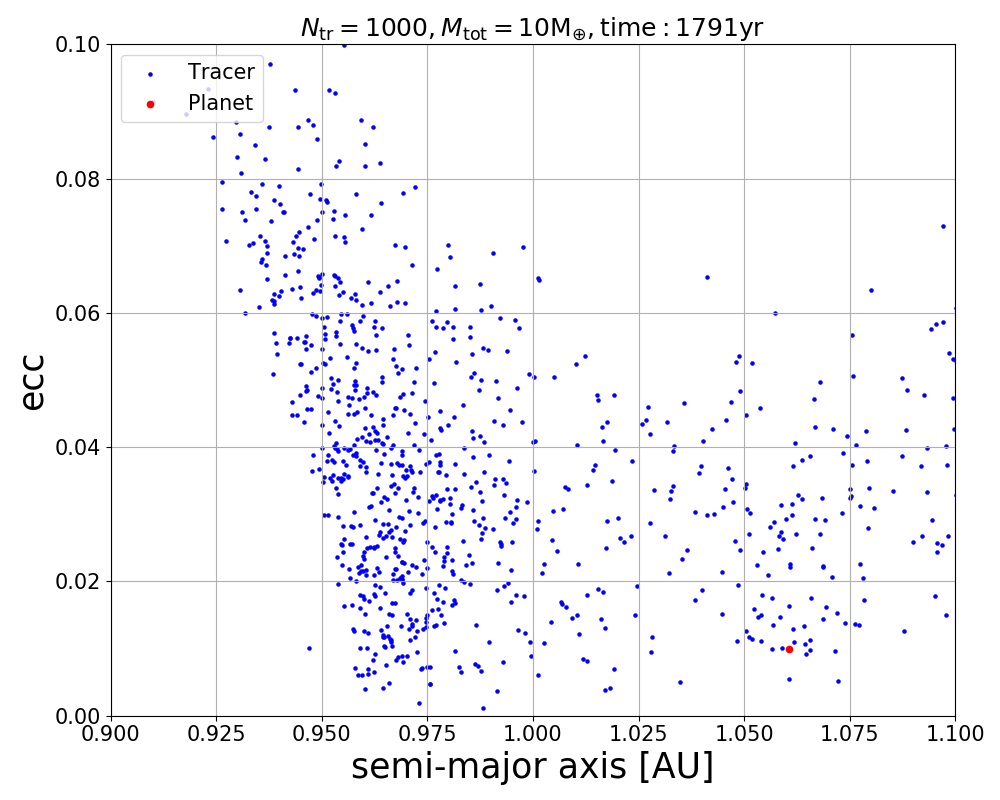 N_tr = 1000, M_tot = 10M_⊕, time : 1791yr
Tracer
Planet
ecc
0.10
0.08
0.06
0.04
0.02
0.00
0.900 0.925 0.950 0.975 1.000 1.025 1.050 1.075 1.100
semi-major axis [AU]